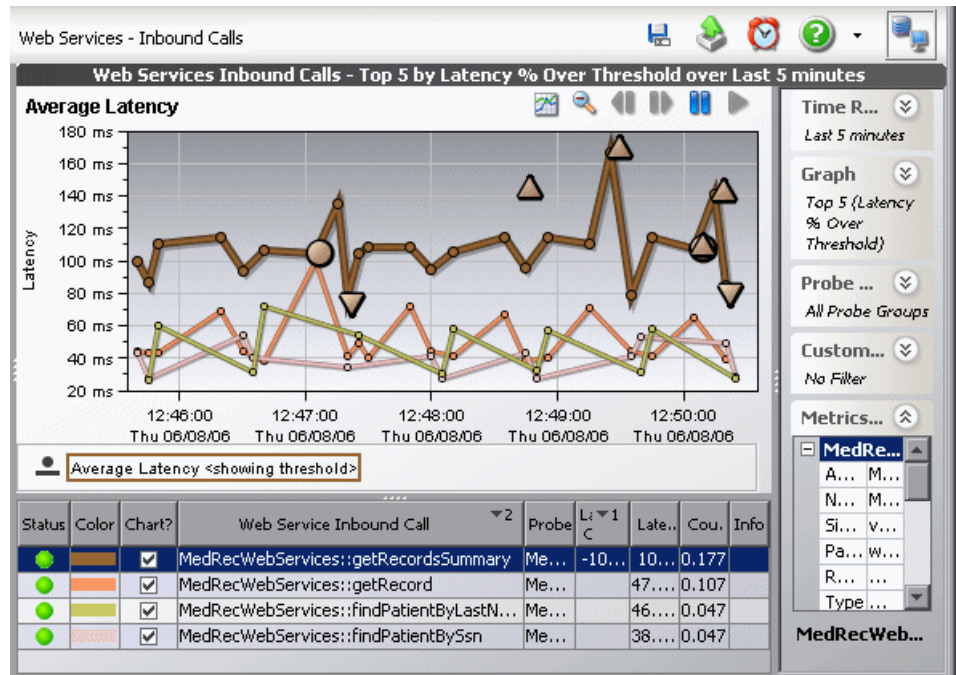 Web Services - Inbound Calls
Web Services Inbound Calls - Top 5 by Latency % Over Threshold over Last 5 minutes
Average Latency
180 ms
160 ms
140 ms
120 ms
100 ms
80 ms
60 ms
40 ms
20 ms
Latency
12:46:00 12:47:00 12:48:00 12:49:00 12:50:00
Thu 06/08/06 Thu 06/08/06 Thu 06/08/06 Thu 06/08/06 Thu 06/08/06
Average Latency <showing threshold>
Status Color Chart? Web Service Inbound Call 2 Probe 1 C Late.. Cou. Info
MedRecWebServices::getRecordsSummary Me... -10... 10... 0.177
MedRecWebServices::getRecord Me... 47.... 0.107
MedRecWebServices::findPatientByLastN... Me... 46.... 0.047
MedRecWebServices::findPatientBySsn Me... 38.... 0.047
Time R...
Last 5 minutes
Graph
Top 5 (Latency
% Over
Threshold)
Probe ...
All Probe Groups
Custom...
No Filter
Metrics...
MedRe...
A... M...
N... M...
Si... v...
Pa... w...
R... ...
Type ...
MedRecWeb...